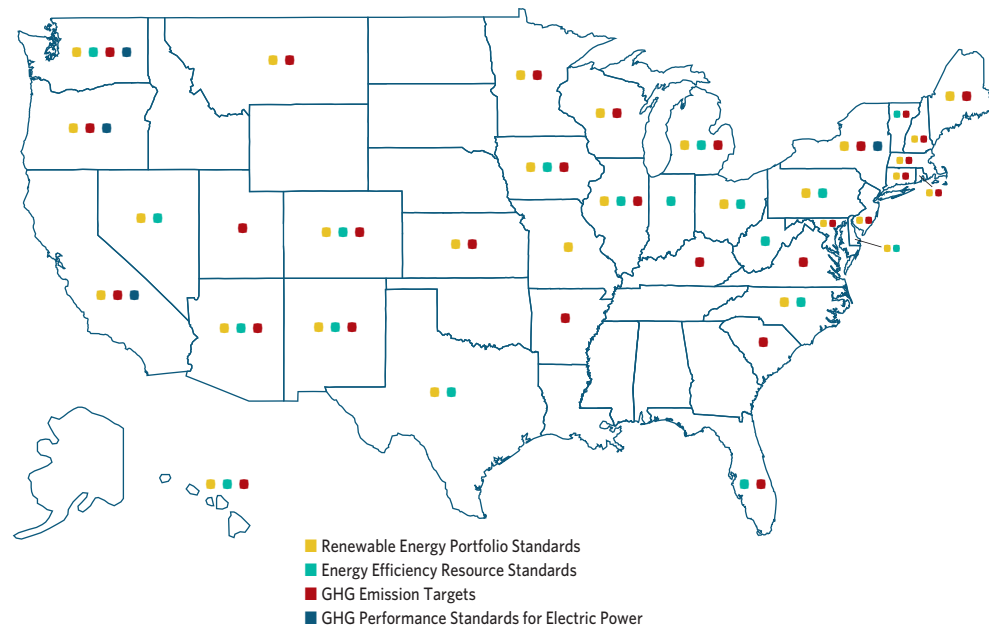 Renewable Energy Portfolio Standards
Energy Efficiency Resource Standards
GHG Emission Targets
GHG Performance Standards for Electric Power